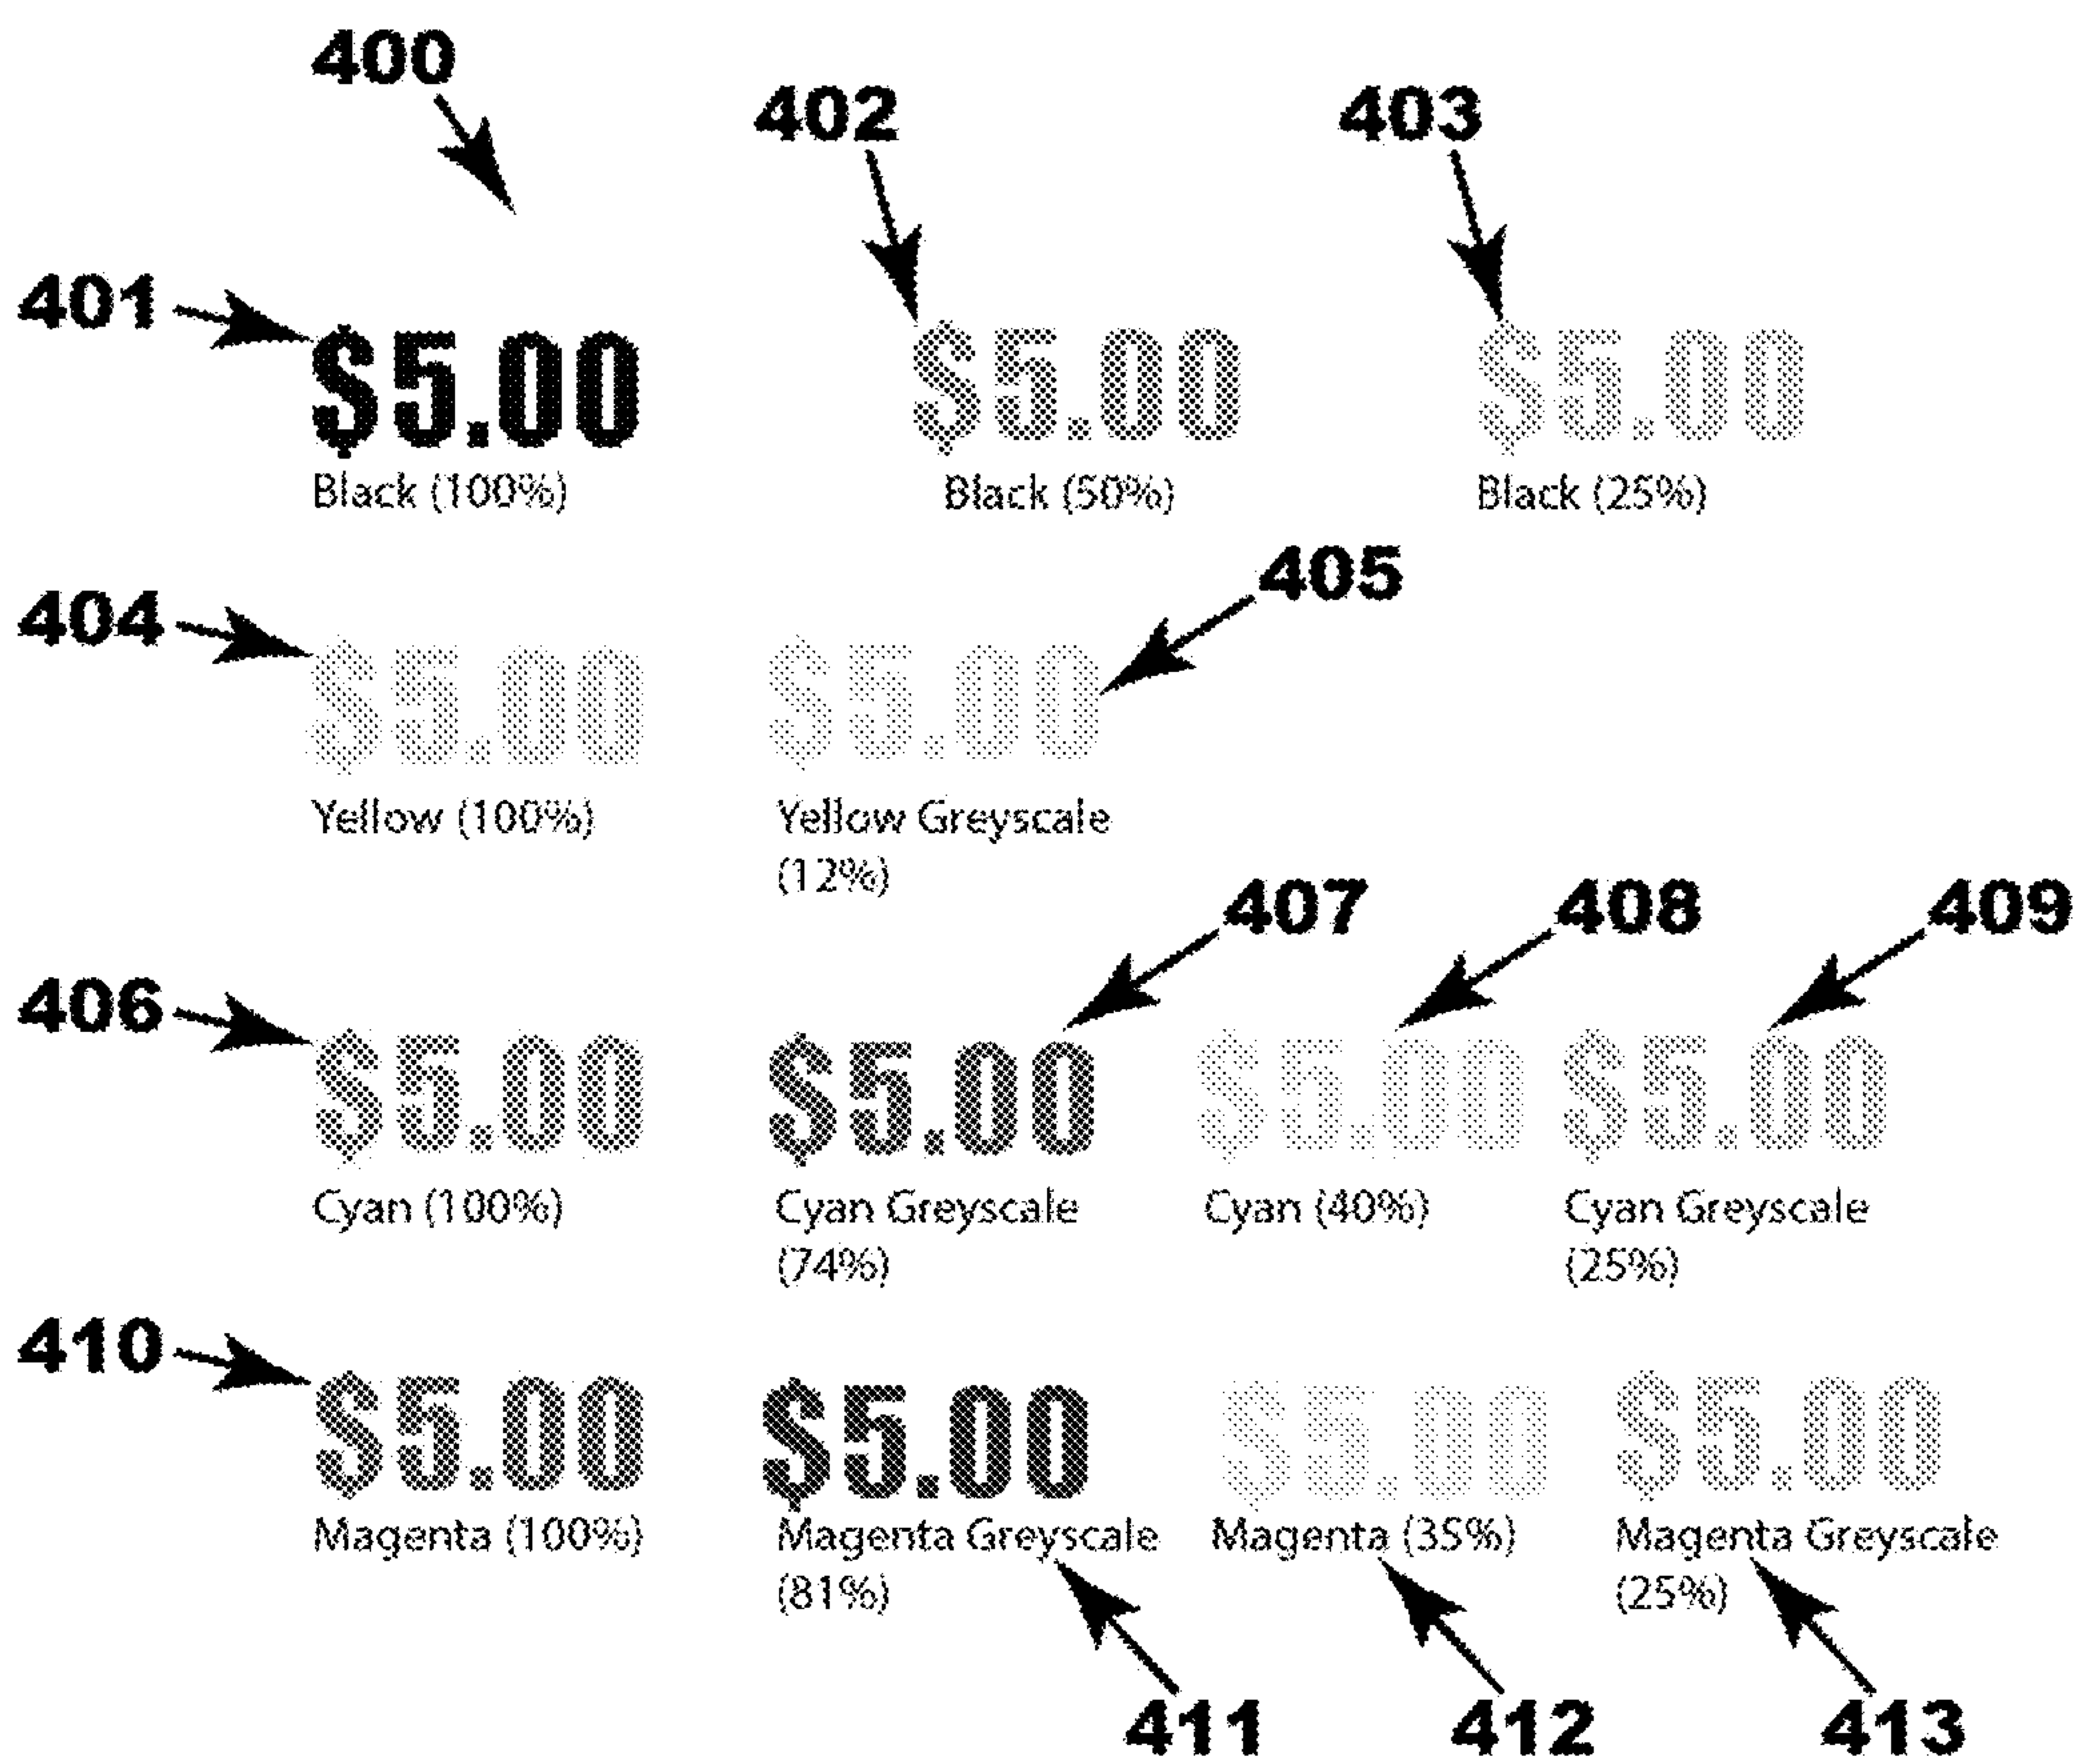 400
402
403
401
$5.00
$5.00
$5.00
Black (100%)
Black (50%)
Black (25%)
405
404
$5.00
$5.00
Yellow (100%)
Yellow Greyscale
(12%)
407
408
409
406
$5.00
$5.00
$5.00
$5.00
Cyan (100%)
Cyan Greyscale
(74%)
Cyan (40%)
Cyan Greyscale
(25%)
410
$5.00
$5.00
$5.00
$5.00
Magenta (100%)
Magenta Greyscale
(81%)
Magenta (35%)
Magenta Greyscale
(25%)
411
412
413